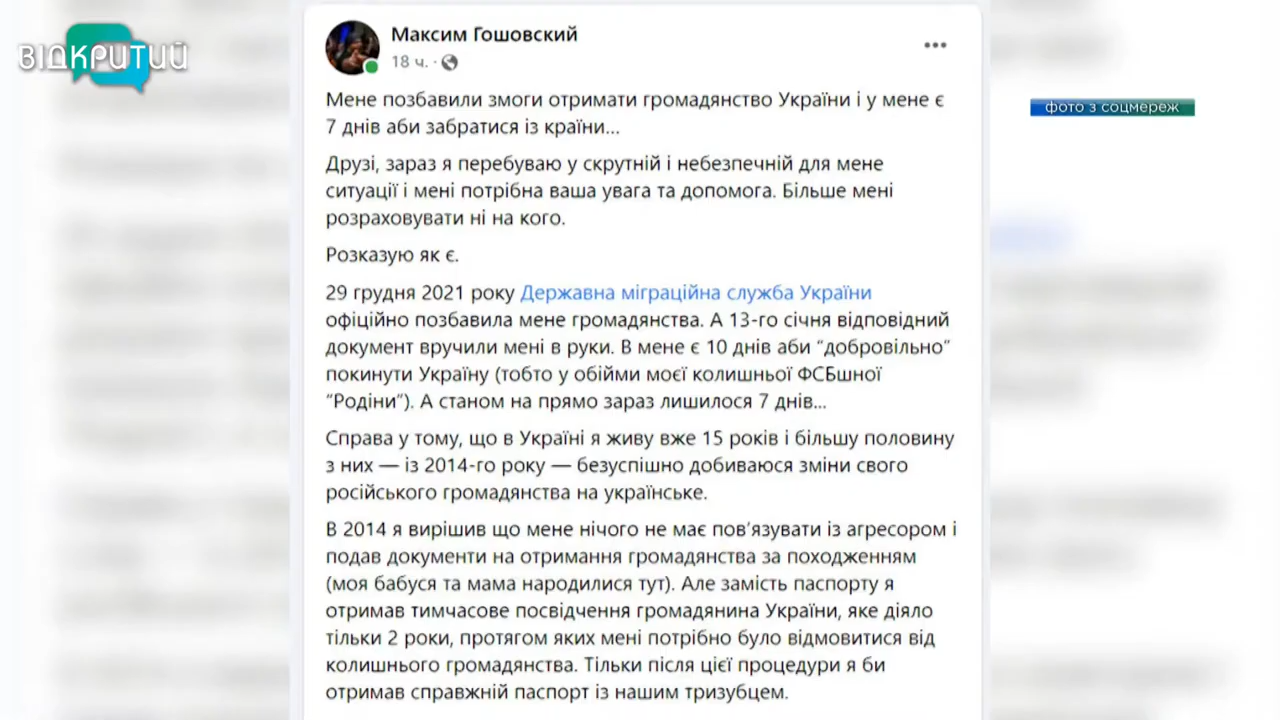 ВІДКРИТИЙ
Максим Гошовский
18 ч. ·
фото з соцмереж
Мене позбавили змоги отримати громадянство України і у мене є
7 днів аби забратися із країни...
Друзі, зараз я перебуваю у скрутній і небезпечній для мене
ситуації і мені потрібна ваша увага та допомога. Більше мені
розраховувати ні на кого.
Розказую як є.
29 грудня 2021 року Державна міграційна служба України
офіційно позбавила мене громадянства. А 13-го січня відповідний
документ вручили мені в руки. В мене є 10 днів аби “добровільно”
покинути Україну (тобто у обійми моєї колишньої ФСБшної
“Родіни”). А станом на прямо зараз лишилося 7 днів...
Справа у тому, що в Україні я живу вже 15 років і більшу половину
з них — із 2014-го року — безуспішно добиваюся зміни свого
російського громадянства на українське.
В 2014 я вирішив що мене нічого не має пов’язувати із агресором і
подав документи на отримання громадянства за походженням
(моя бабуся та мама народилися тут). Але замість паспорту я
отримав тимчасове посвідчення громадянина України, яке діяло
тільки 2 роки, протягом яких мені потрібно було відмовитися від
колишнього громадянства. Тільки після цієї процедури я би
отримав справжній паспорт із нашим тризубцем.